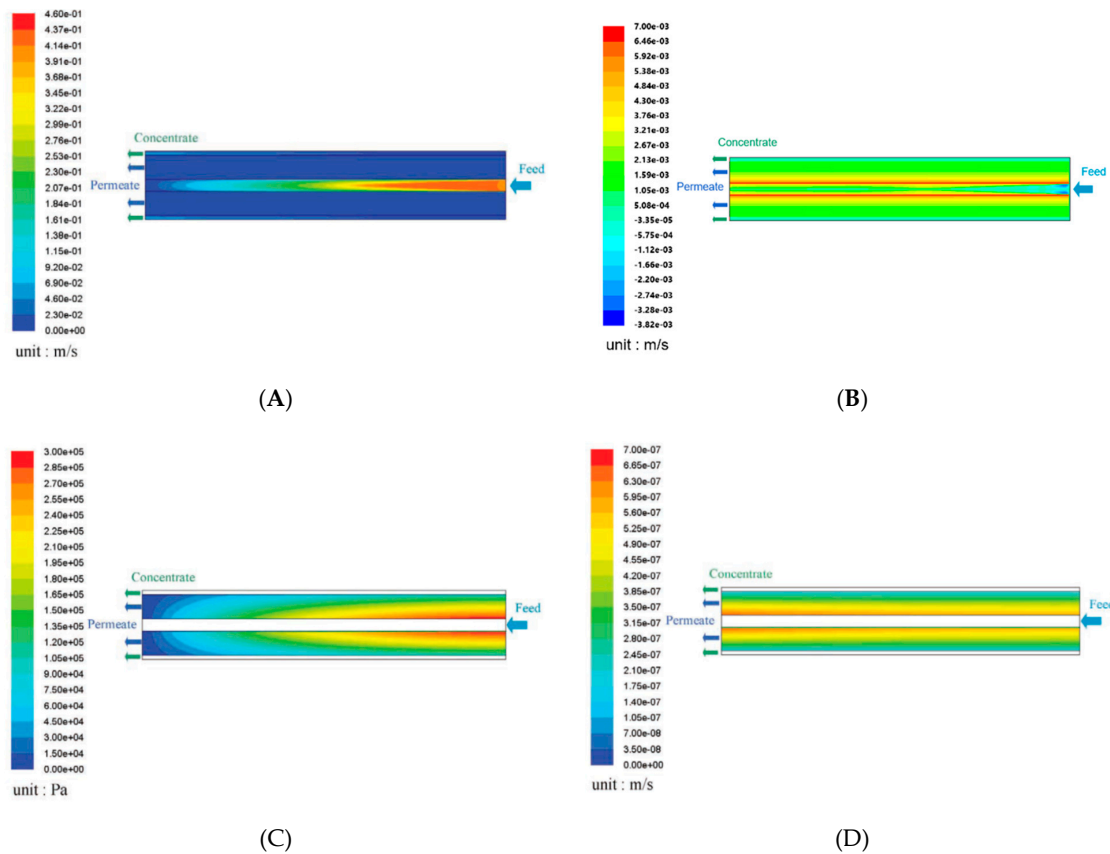 4.60e-01
4.37e-01
4.14e-01
3.91e-01
3.68e-01
3.45e-01
3.22e-01
2.99e-01
2.76e-01
2.53e-01
2.30e-01
2.07e-01
1.84e-01
1.61e-01
1.38e-01
1.15e-01
9.20e-02
6.90e-02
4.60e-02
2.30e-02
0.00e+00
unit : m/s
Concentrate
Feed
Permeate
(A)
7.00e-03
6.46e-03
5.92e-03
5.38e-03
4.84e-03
4.30e-03
3.76e-03
3.21e-03
2.67e-03
2.13e-03
1.59e-03
1.05e-03
5.08e-04
-3.35e-05
-5.75e-04
-1.12e-03
-1.66e-03
-2.20e-03
-2.74e-03
-3.28e-03
-3.82e-03
unit : m/s
Concentrate
Feed
Permeate
(B)
3.00e+05
2.85e+05
2.70e+05
2.55e+05
2.40e+05
2.25e+05
2.10e+05
1.95e+05
1.80e+05
1.65e+05
1.50e+05
1.35e+05
1.20e+05
1.05e+05
9.00e+04
7.50e+04
6.00e+04
4.50e+04
3.00e+04
1.50e+04
0.00e+00
unit : Pa
Concentrate
Feed
Permeate
(C)
7.00e-07
6.65e-07
6.30e-07
5.95e-07
5.60e-07
5.25e-07
4.90e-07
4.55e-07
4.20e-07
3.85e-07
3.50e-07
3.15e-07
2.80e-07
2.45e-07
2.10e-07
1.75e-07
1.40e-07
1.05e-07
7.00e-08
3.50e-08
0.00e+00
unit : m/s
Concentrate
Feed
Permeate
(D)